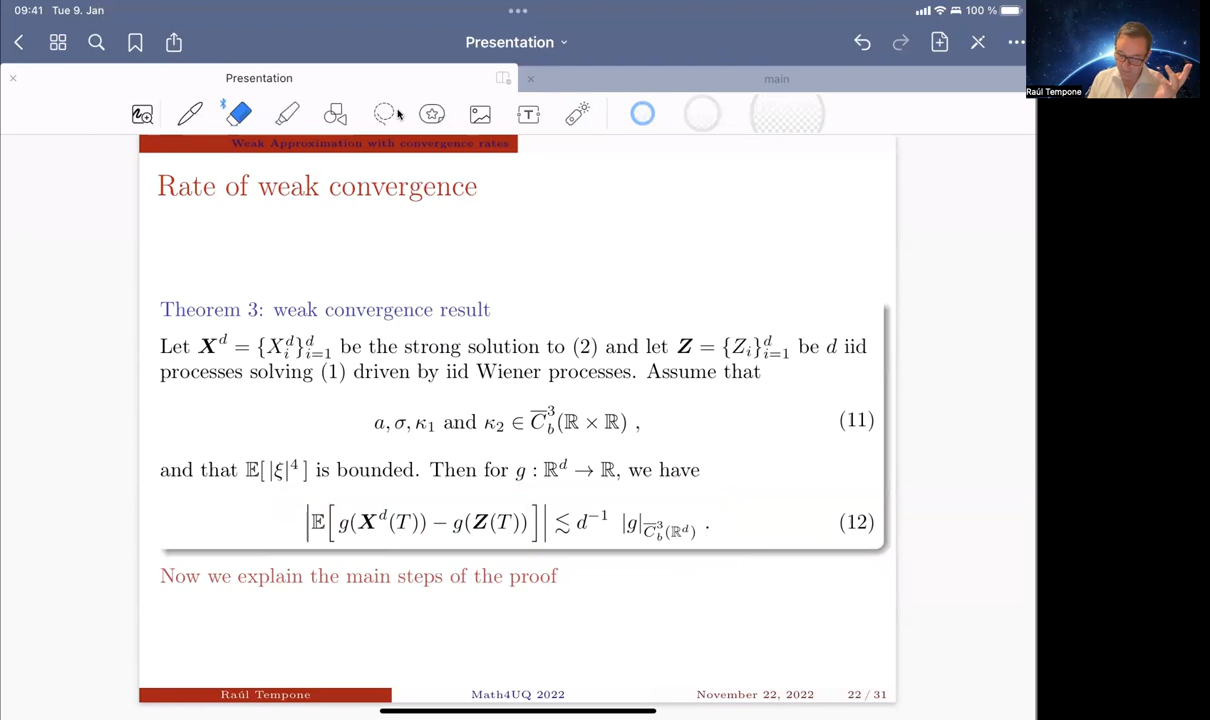 09:41 Tue 9. Jan
100 %
Presentation
Presentation
main
Raúl Tempone
Weak Approximation with convergence rates
Rate of weak convergence
Theorem 3: weak convergence result
Let X^d = {X_i^d}_{i=1}^d be the strong solution to (2) and let Z = {Z_i}_{i=1}^d be d iid
processes solving (1) driven by iid Wiener processes. Assume that
a, σ, κ₁ and κ₂ ∈ C̅_b^3(ℝ × ℝ) , (11)
and that 𝔼[ |ξ|⁴ ] is bounded. Then for g : ℝ^d → ℝ, we have
|𝔼[ g(X^d(T)) − g(Z(T)) ]| ≲ d^{−1} |g|_{C̅_b^3(ℝ^d)} . (12)
Now we explain the main steps of the proof
Raúl Tempone Math4UQ 2022 November 22, 2022 22 / 31